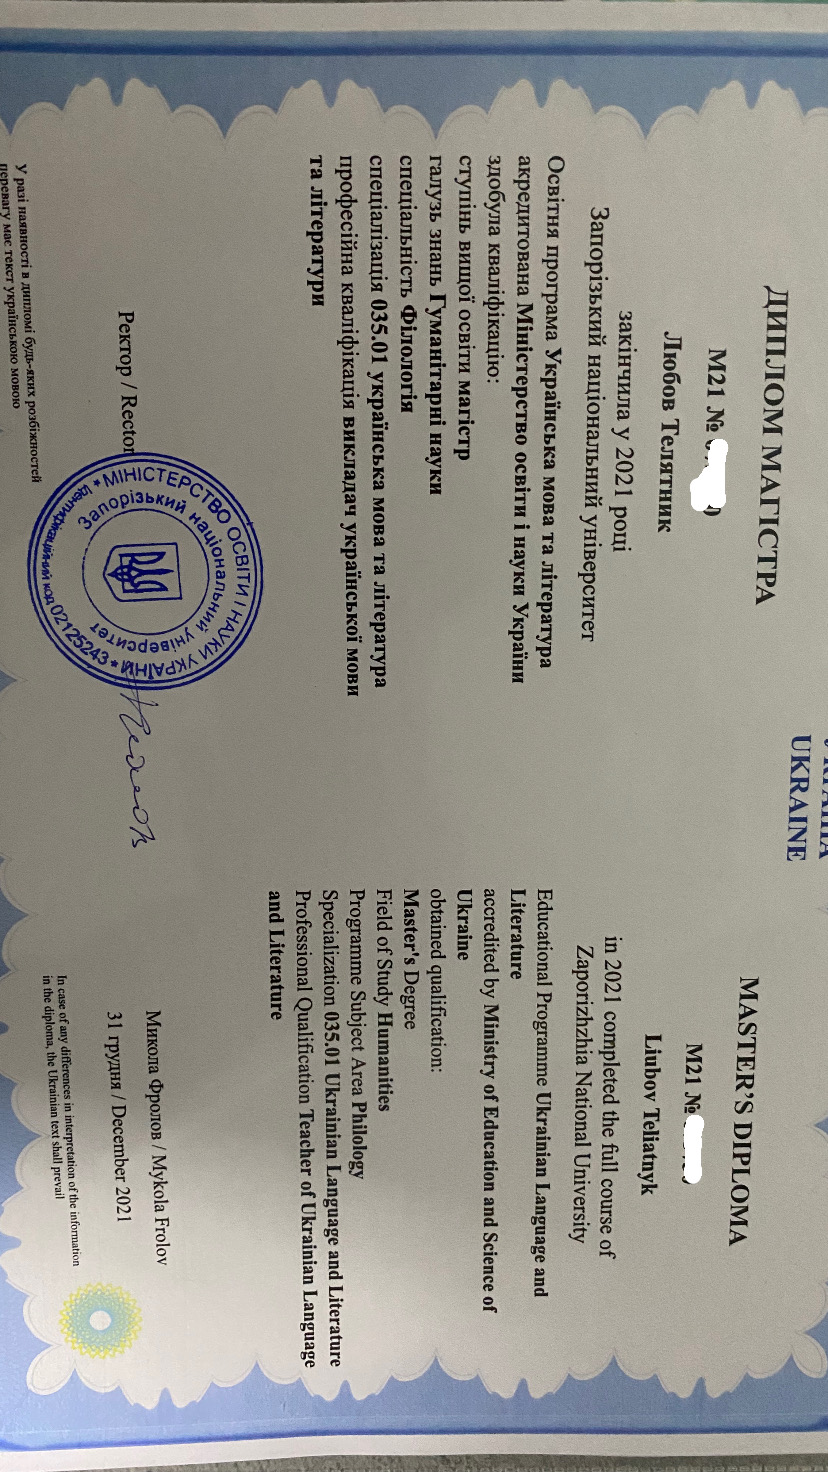 УКРАЇНА
UKRAINE
ДИПЛОМ МАГІСТРА
М21 №
Любов Телятник
закінчила у 2021 році
Запорізький національний університет
Освітня програма Українська мова та література
акредитована Міністерство освіти і науки України
здобула кваліфікацію:
ступінь вищої освіти магістр
галузь знань Гуманітарні науки
спеціальність Філологія
спеціалізація 035.01 українська мова та література
професійна кваліфікація викладач української мови
та літератури
Ректор / Rector
МІНІСТЕРСТВО ОСВІТИ І НАУКИ УКРАЇНИ
Ідентифікаційний код 02125243
Запорізький національний університет
У разі наявності в дипломі будь-яких розбіжностей
перевагу має текст українською мовою
MASTER'S DIPLOMA
M21 №
Liubov Teliatnyk
in 2021 completed the full course of
Zaporizhzhia National University
Educational Programme Ukrainian Language and
Literature
accredited by Ministry of Education and Science of
Ukraine
obtained qualification:
Master's Degree
Field of Study Humanities
Programme Subject Area Philology
Specialization 035.01 Ukrainian Language and Literature
Professional Qualification Teacher of Ukrainian Language
and Literature
Микола Фролов / Mykola Frolov
31 грудня / December 2021
In case of any differences in interpretation of the information
in the diploma, the Ukrainian text shall prevail